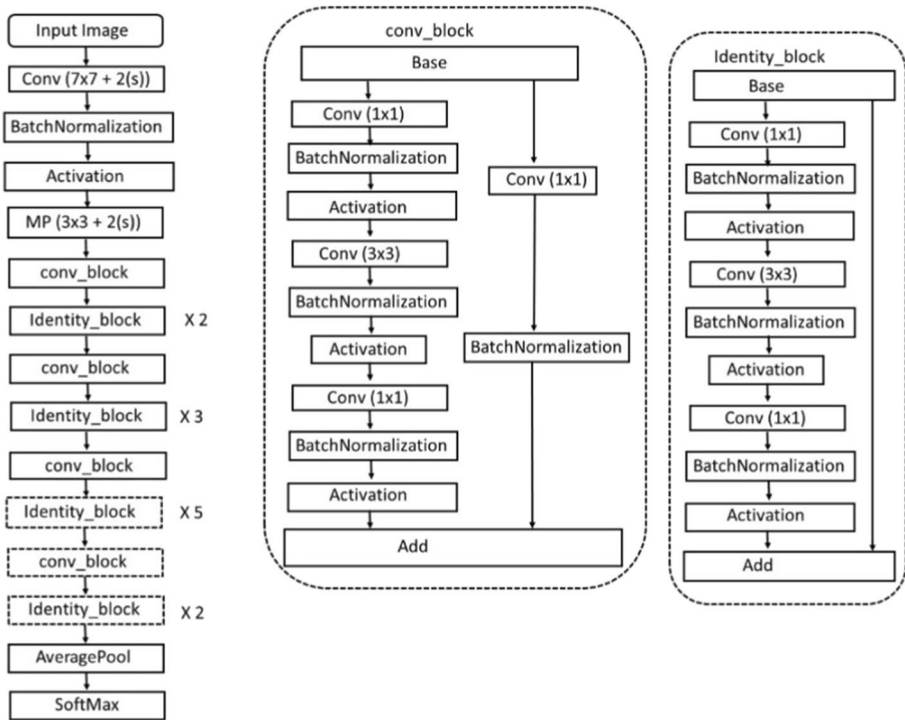 Input Image
Conv (7x7 + 2(s))
BatchNormalization
Activation
MP (3x3 + 2(s))
conv_block
Identity_block X 2
conv_block
Identity_block X 3
conv_block
Identity_block X 5
conv_block
Identity_block X 2
AveragePool
SoftMax
conv_block
Base
Conv (1x1)
BatchNormalization
Activation
Conv (3x3)
BatchNormalization
Activation
Conv (1x1)
BatchNormalization
Activation
Conv (1x1)
BatchNormalization
Add
Identity_block
Base
Conv (1x1)
BatchNormalization
Activation
Conv (3x3)
BatchNormalization
Activation
Conv (1x1)
BatchNormalization
Activation
Add